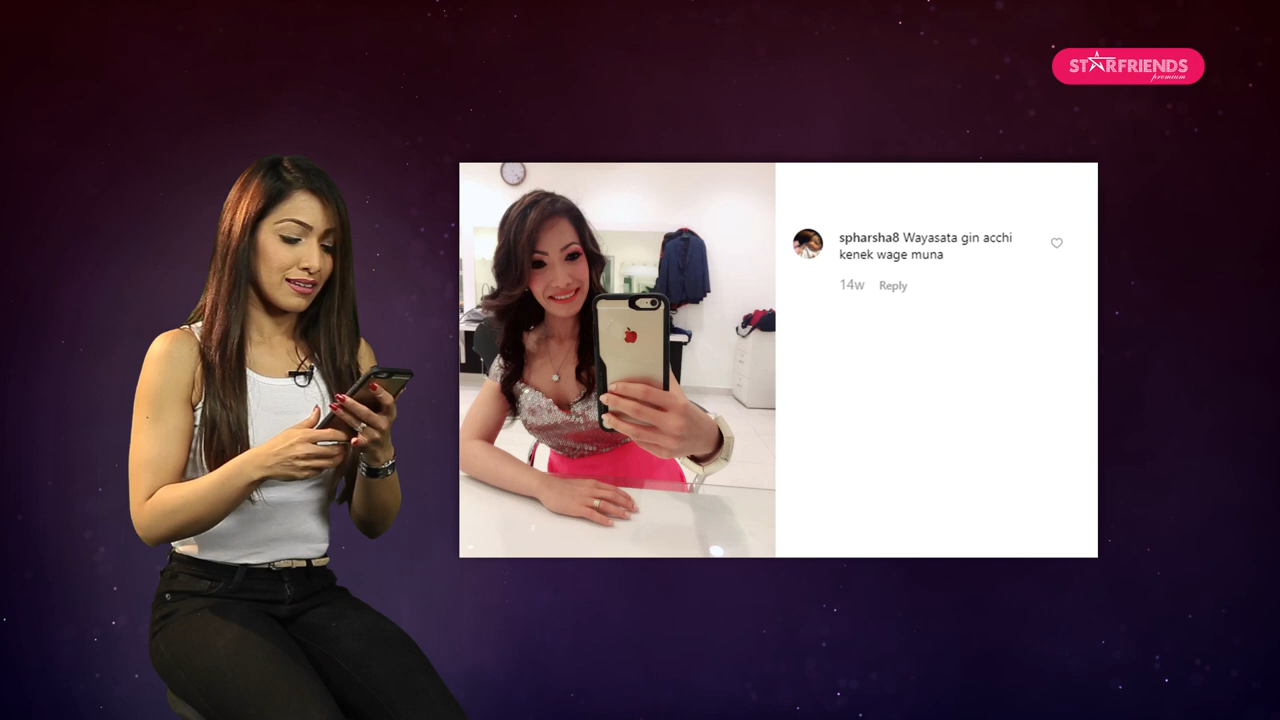 STARFRIENDS
premium
spharsha8 Wayasata gin acchi
kenek wage muna
14w Reply